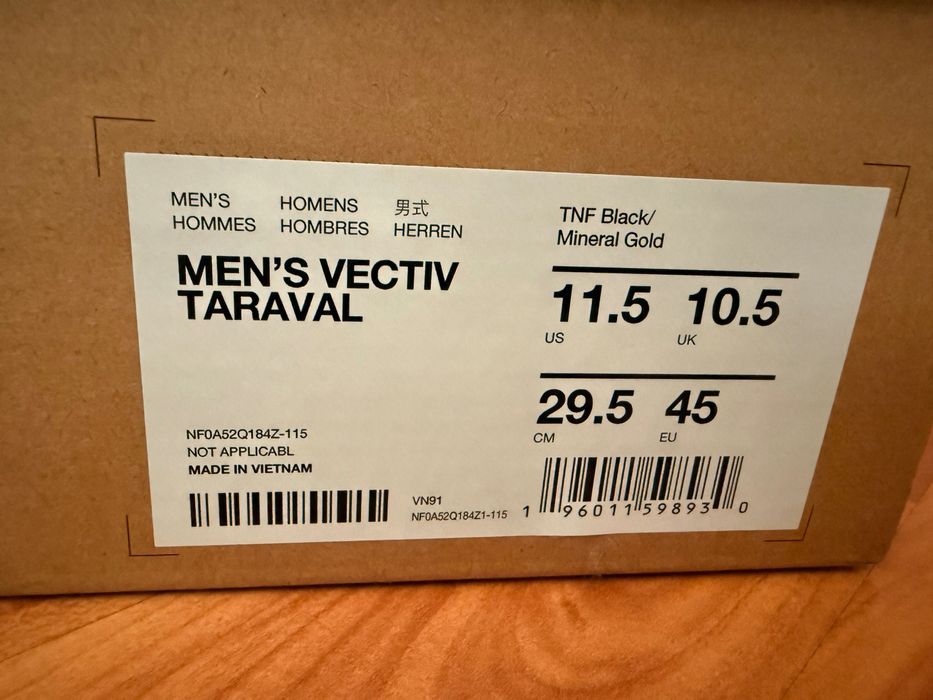 MEN'S HOMENS 男式
HOMMES HOMBRES HERREN
MEN'S VECTIV
TARAVAL
NF0A52Q184Z-115
NOT APPLICABL
MADE IN VIETNAM
VN91
NF0A52Q184Z1-115
TNF Black/
Mineral Gold
11.5 10.5
US UK
29.5 45
CM EU
1 96011 59893 0